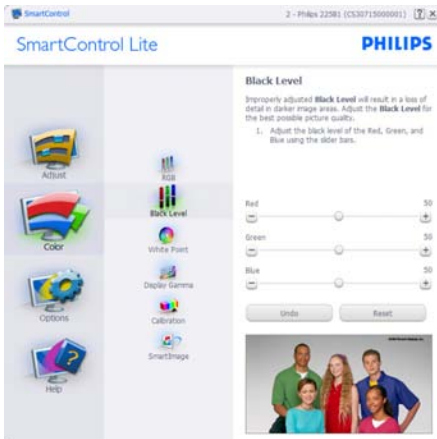 SmartControl
2 - Philips 225B1 (CS30715000001)
SmartControl Lite
PHILIPS
Adjust
Color
Options
Help
RGB
Black Level
White Point
Display Gamma
Calibration
SmartImage
Black Level
Improperly adjusted Black Level will result in a loss of
detail in darker image areas. Adjust the Black Level for
the best possible picture quality.
1. Adjust the black level of the Red, Green, and
Blue using the slider bars.
Red 50
Green 50
Blue 50
Undo Reset